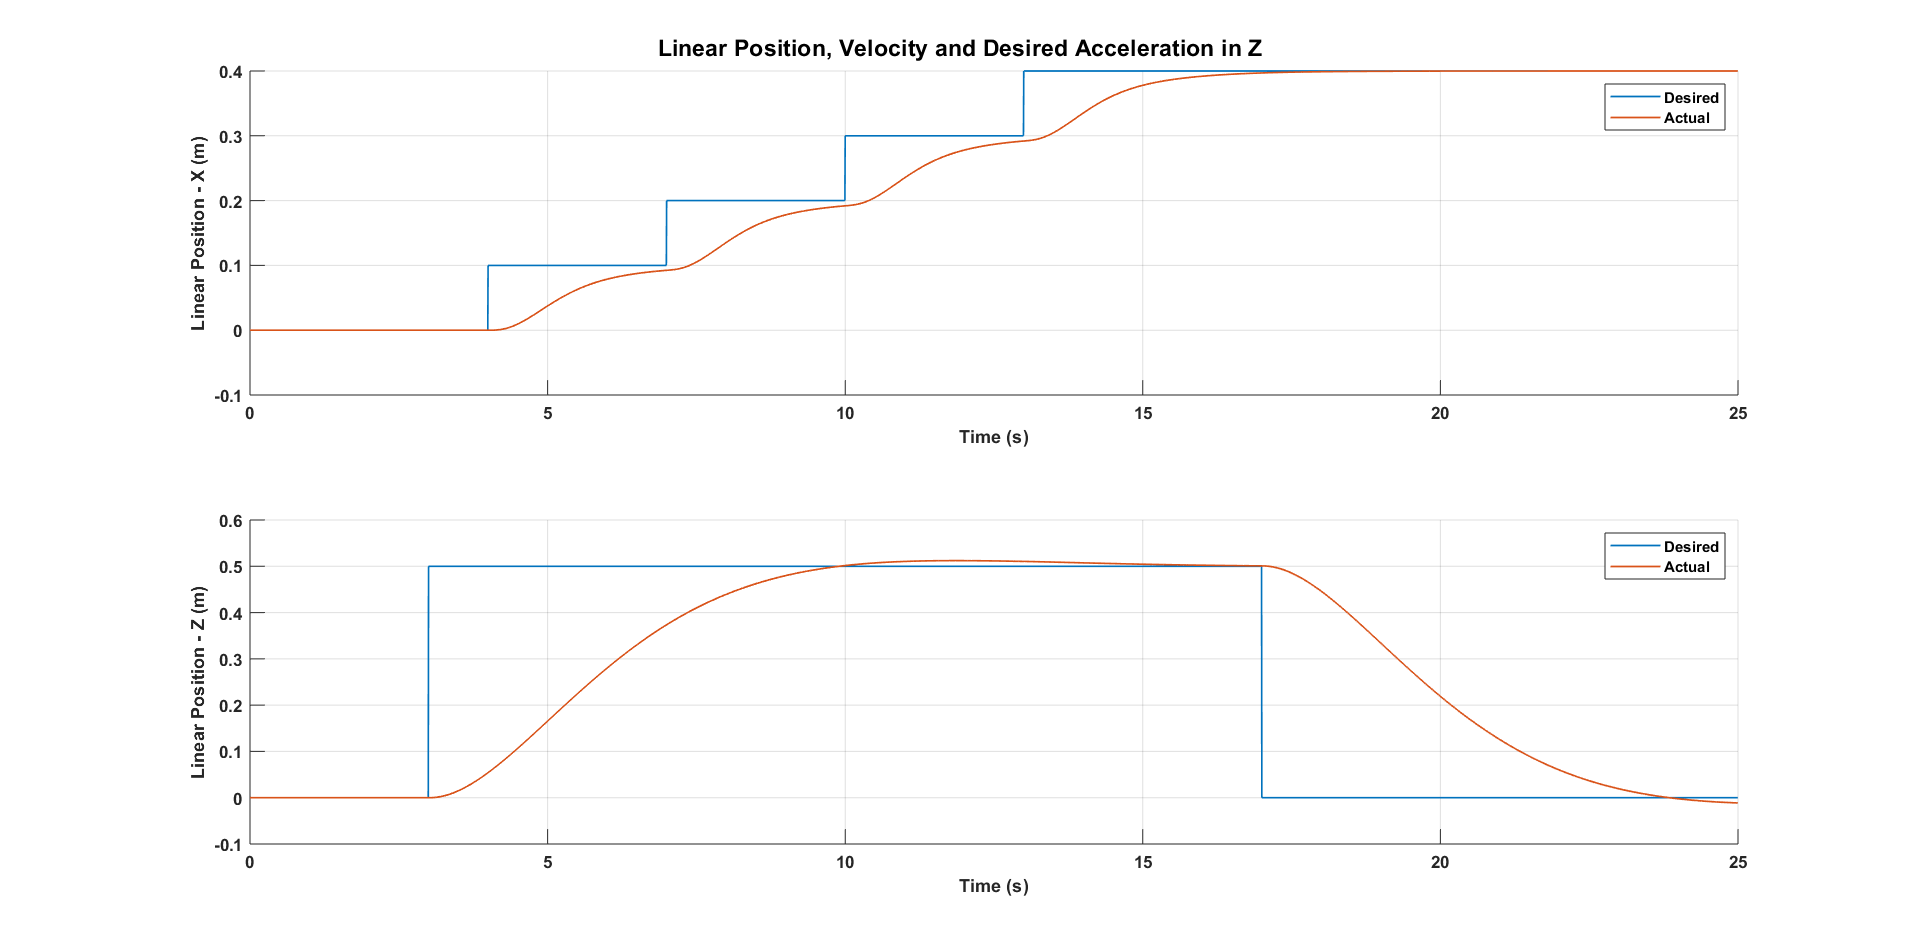 Linear Position, Velocity and Desired Acceleration in Z
0.4
0.3
0.2
0.1
0
-0.1
Linear Position - X (m)
Desired
Actual
0 5 10 15 20 25
Time (s)
0.6
0.5
0.4
0.3
0.2
0.1
0
-0.1
Linear Position - Z (m)
Desired
Actual
0 5 10 15 20 25
Time (s)